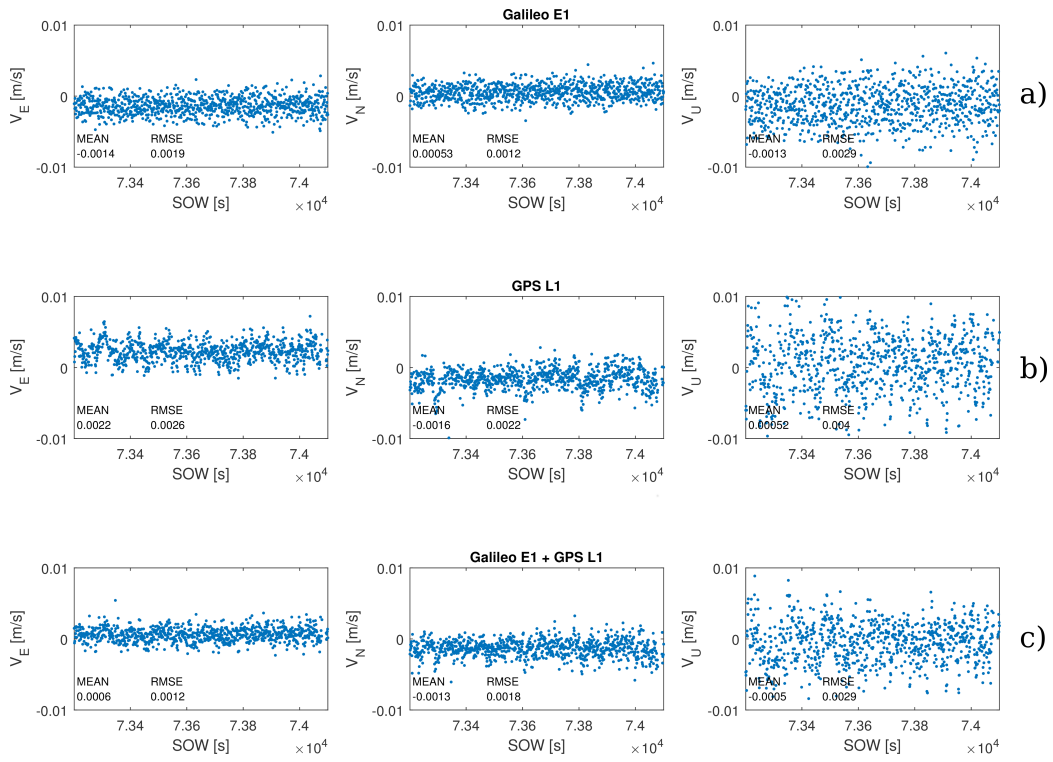 Galileo E1
0.01
0
-0.01
V_E [m/s]
MEAN RMSE
-0.0014 0.0019
7.34 7.36 7.38 7.4
SOW [s] ×10^4
0.01
0
-0.01
V_N [m/s]
MEAN RMSE
0.00053 0.0012
7.34 7.36 7.38 7.4
SOW [s] ×10^4
0.01
0
-0.01
V_U [m/s]
MEAN RMSE
-0.0013 0.0029
7.34 7.36 7.38 7.4
SOW [s] ×10^4
a)
GPS L1
0.01
0
-0.01
V_E [m/s]
MEAN RMSE
0.0022 0.0026
7.34 7.36 7.38 7.4
SOW [s] ×10^4
0.01
0
-0.01
V_N [m/s]
MEAN RMSE
-0.0016 0.0022
7.34 7.36 7.38 7.4
SOW [s] ×10^4
0.01
0
-0.01
V_U [m/s]
MEAN RMSE
0.00052 0.004
7.34 7.36 7.38 7.4
SOW [s] ×10^4
b)
Galileo E1 + GPS L1
0.01
0
-0.01
V_E [m/s]
MEAN RMSE
0.0006 0.0012
7.34 7.36 7.38 7.4
SOW [s] ×10^4
0.01
0
-0.01
V_N [m/s]
MEAN RMSE
-0.0013 0.0018
7.34 7.36 7.38 7.4
SOW [s] ×10^4
0.01
0
-0.01
V_U [m/s]
MEAN RMSE
-0.0005 0.0029
7.34 7.36 7.38 7.4
SOW [s] ×10^4
c)